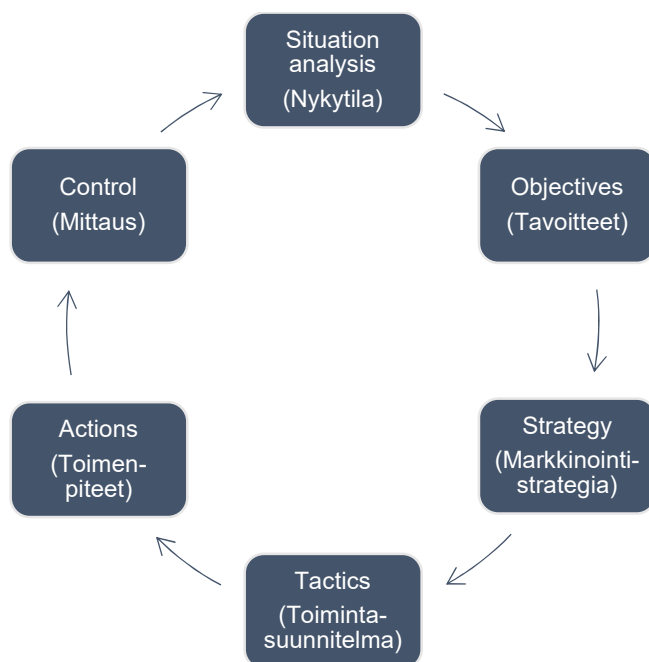 Situation
analysis
(Nykytila)
Objectives
(Tavoitteet)
Strategy
(Markkinointi-
strategia)
Tactics
(Toiminta-
suunnitelma)
Actions
(Toimen-
piteet)
Control
(Mittaus)